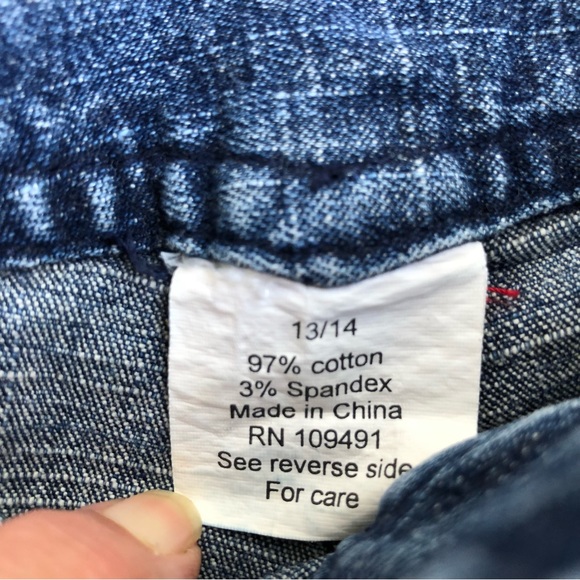 13/14
97% cotton
3% Spandex
Made in China
RN 109491
See reverse side
For care